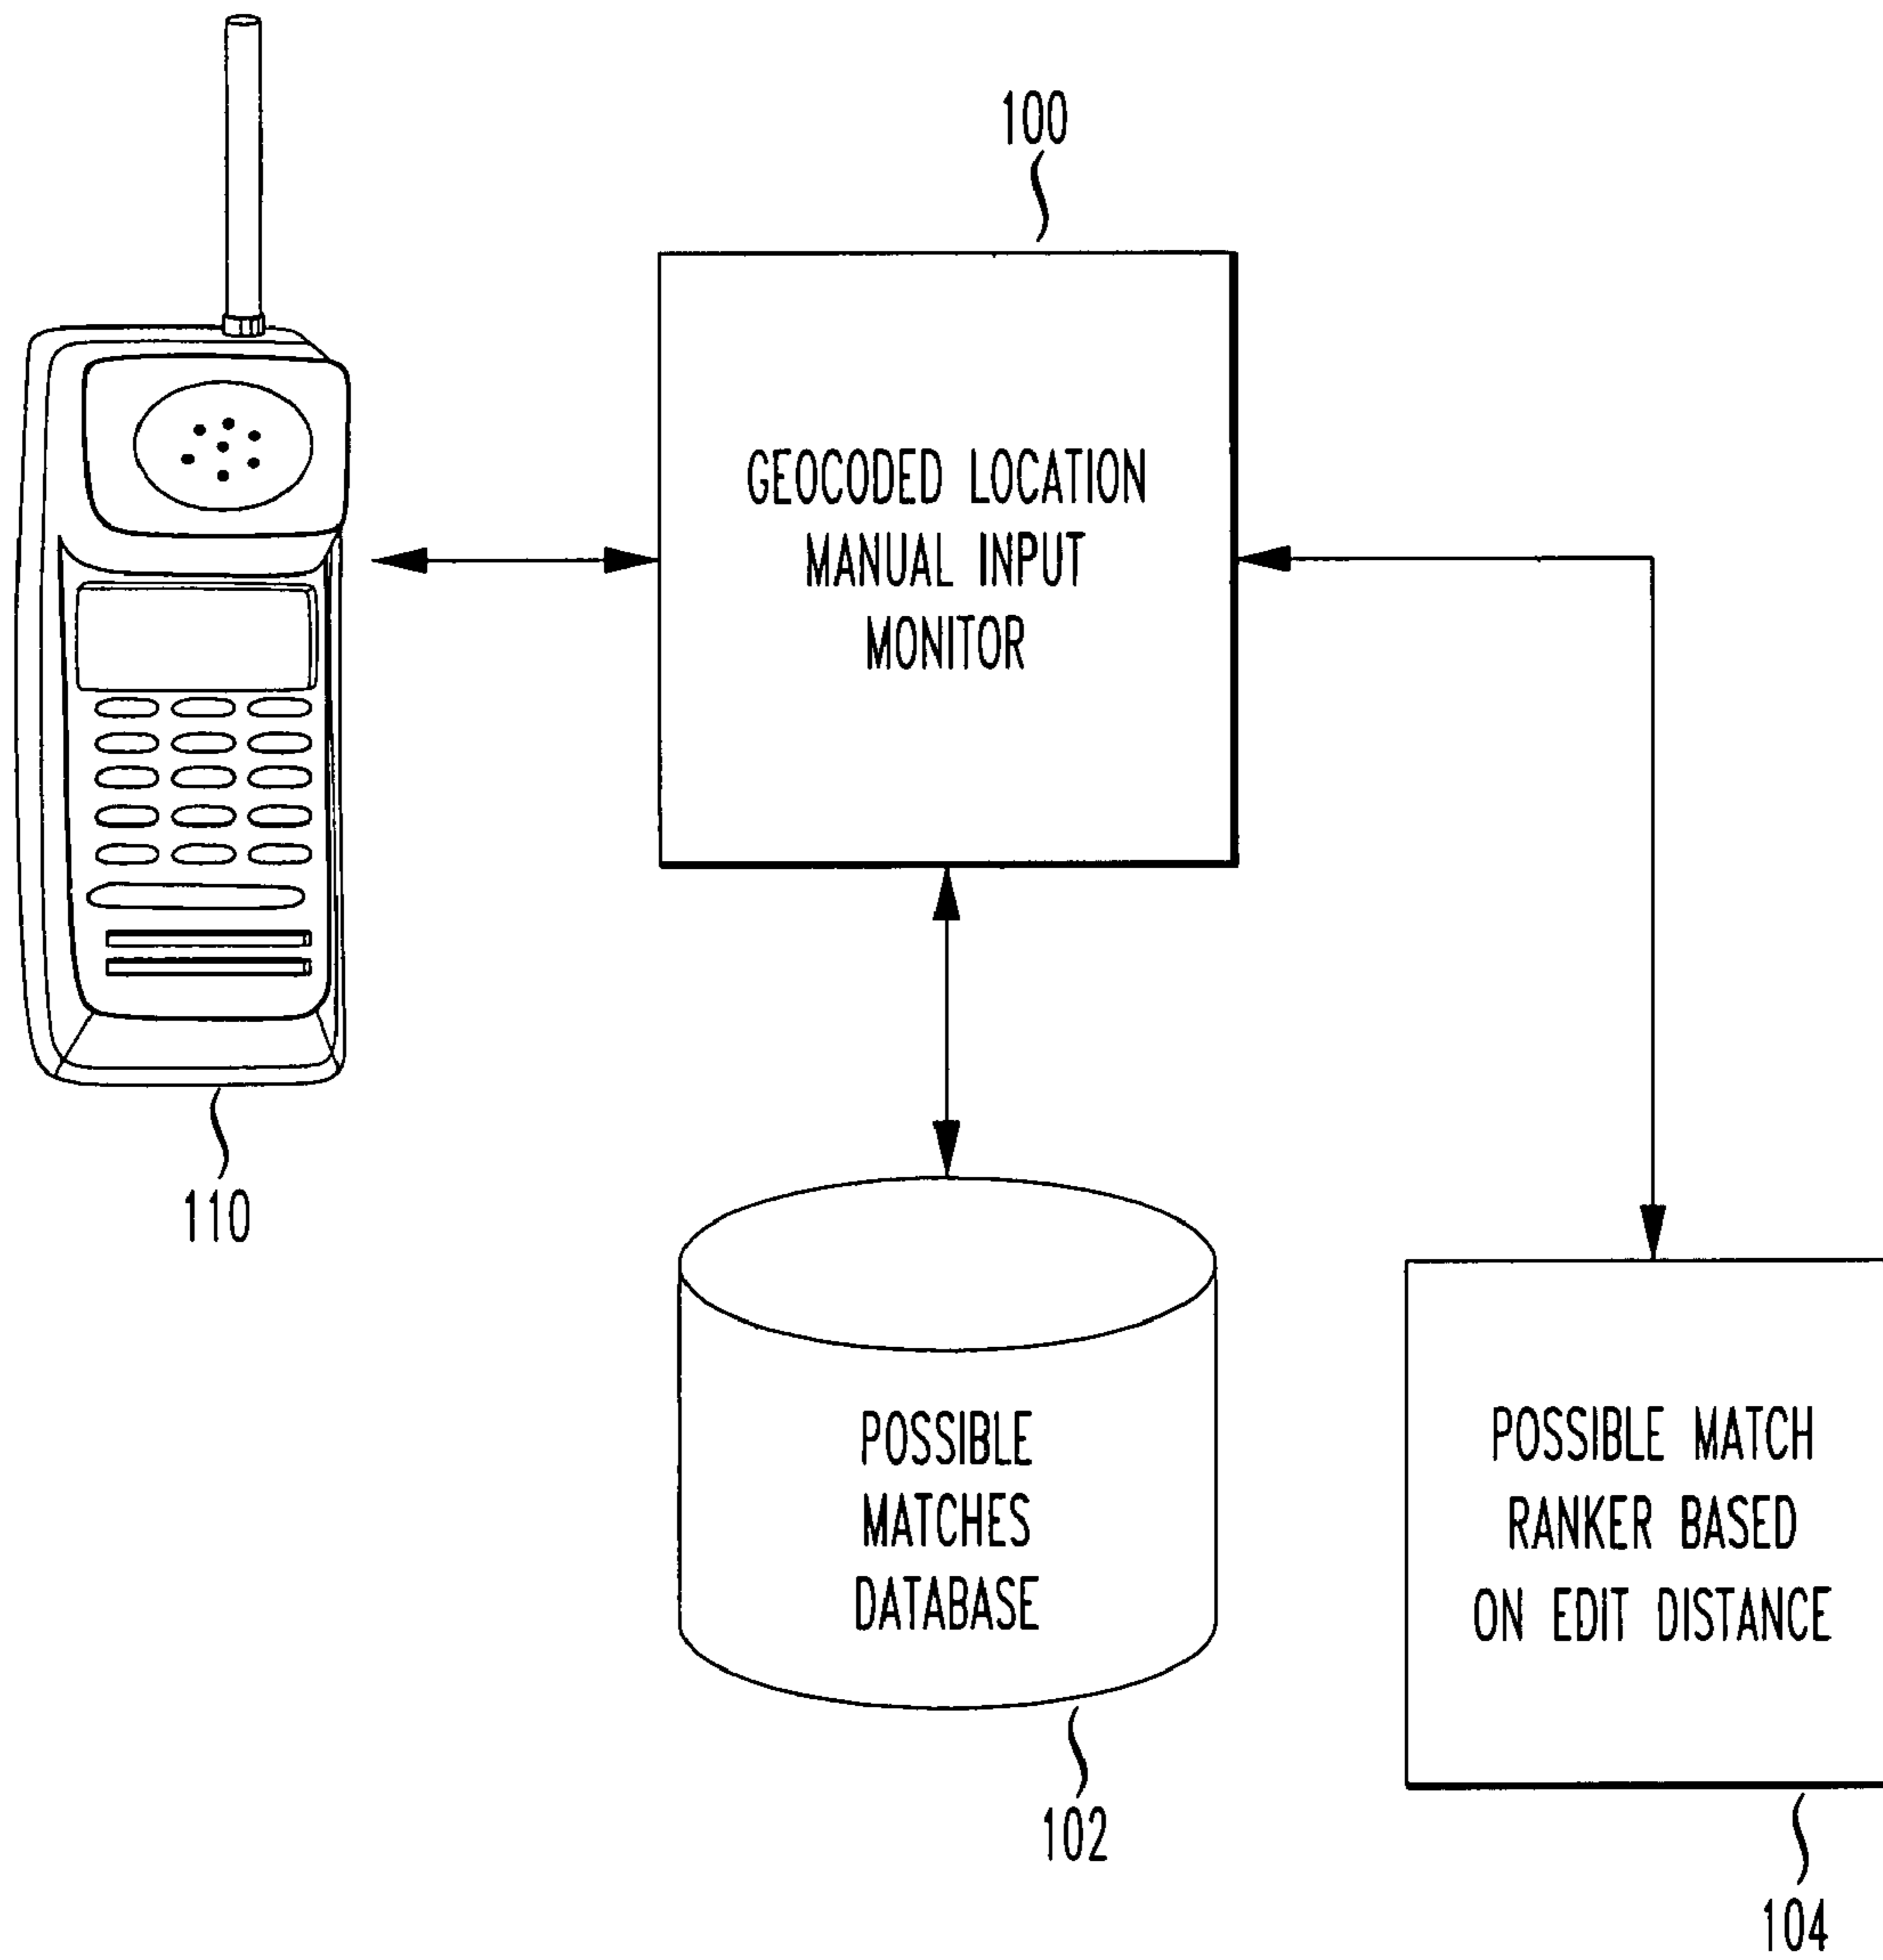 100
GEOCODED LOCATION
MANUAL INPUT
MONITOR
110
POSSIBLE
MATCHES
DATABASE
102
POSSIBLE MATCH
RANKER BASED
ON EDIT DISTANCE
104